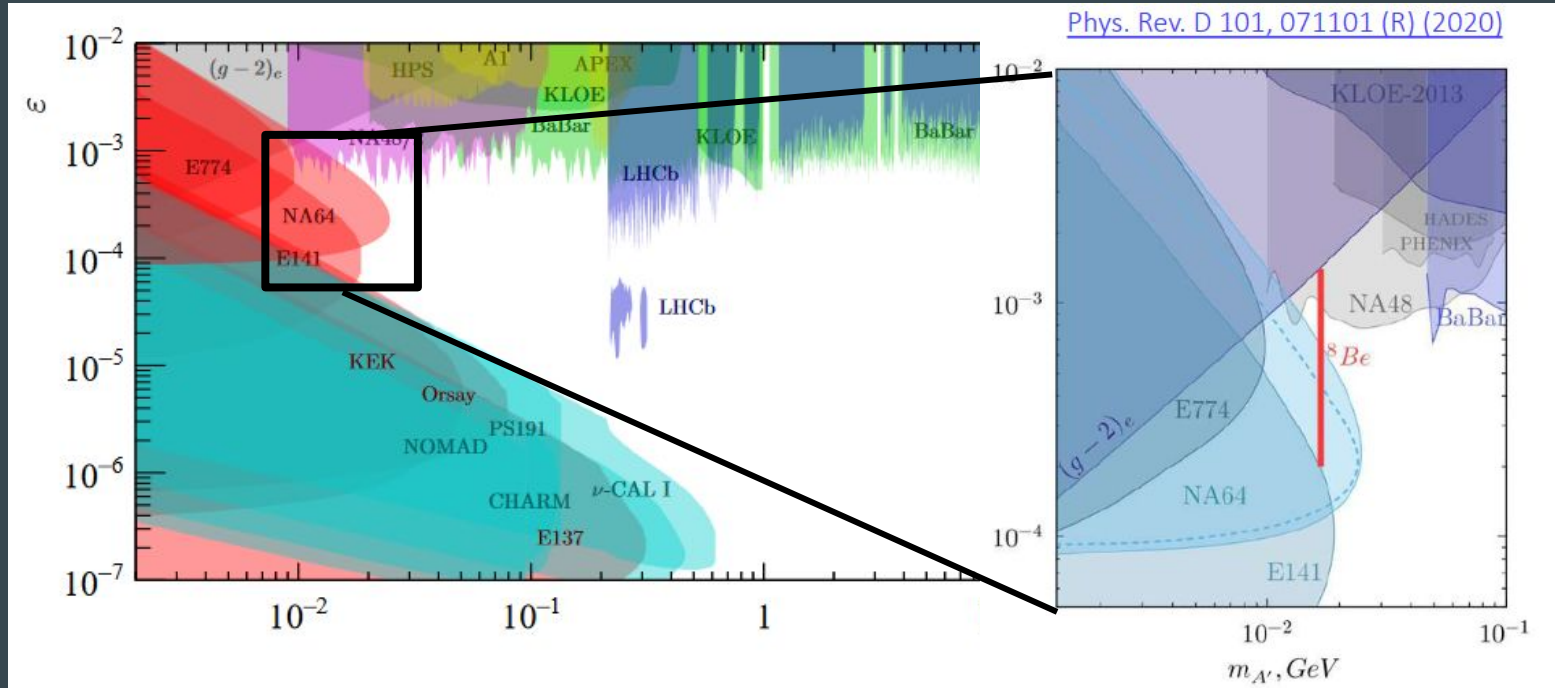 Phys. Rev. D 101, 071101 (R) (2020)
ε
10⁻²
10⁻³
10⁻⁴
10⁻⁵
10⁻⁶
10⁻⁷
(g − 2)ₑ
HPS
A1
APEX
KLOE
NA48/
BaBar
KLOE
BaBar
E774
LHCb
NA64
E141
LHCb
KEK
Orsay
PS191
NOMAD
CHARM
ν-CAL I
E137
10⁻²
10⁻¹
1
10⁻²
10⁻³
10⁻⁴
KLOE-2013
HADES
PHENIX
NA48
BaBar
⁸Be
E774
(g − 2)ₑ
NA64
E141
10⁻²
10⁻¹
m_A′, GeV